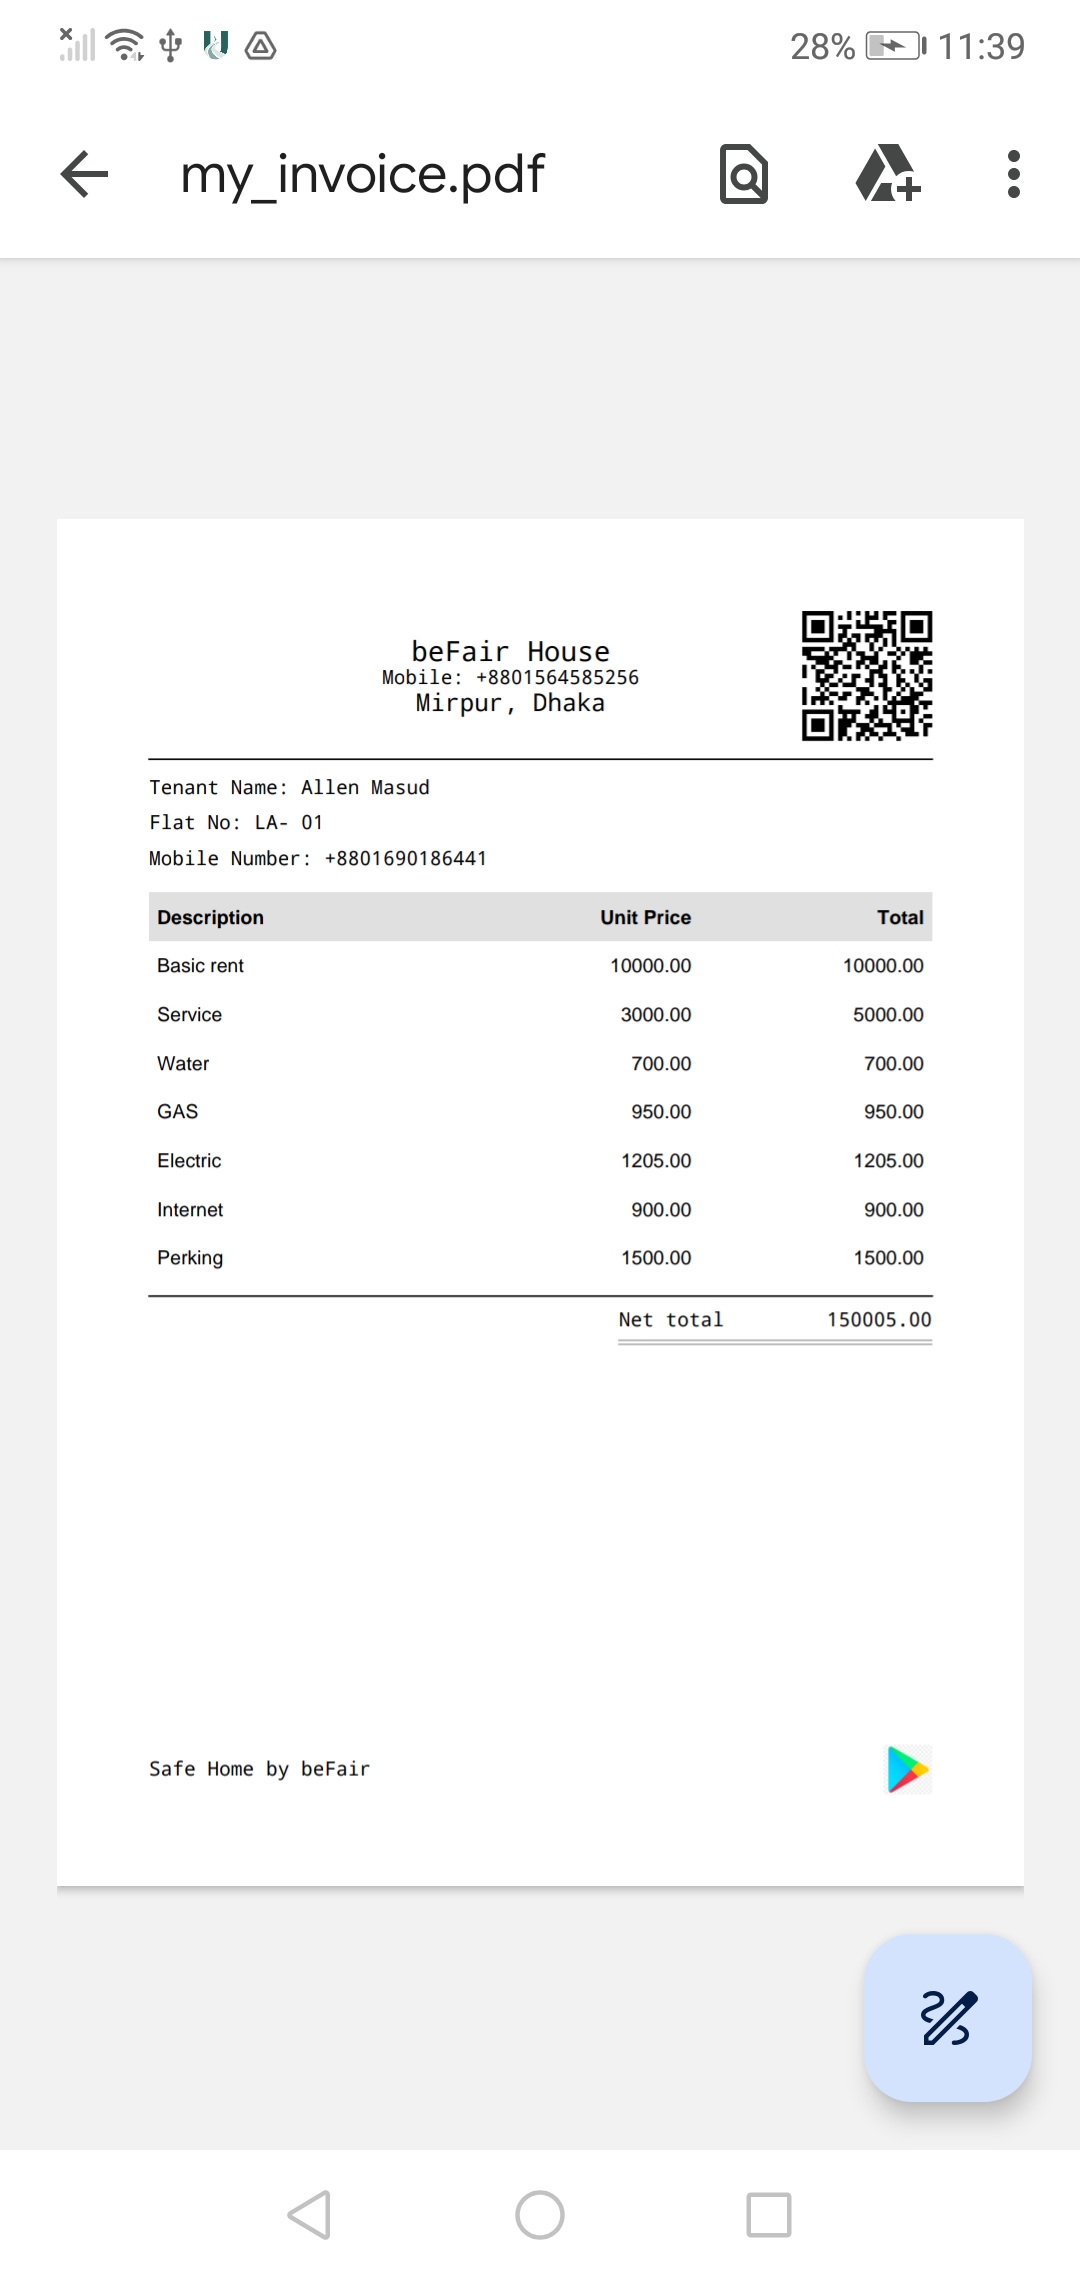 28% 11:39
my_invoice.pdf
beFair House
Mobile: +8801564585256
Mirpur, Dhaka
Tenant Name: Allen Masud
Flat No: LA- 01
Mobile Number: +8801690186441
Description Unit Price Total
Basic rent 10000.00 10000.00
Service 3000.00 5000.00
Water 700.00 700.00
GAS 950.00 950.00
Electric 1205.00 1205.00
Internet 900.00 900.00
Perking 1500.00 1500.00
Net total 150005.00
Safe Home by beFair